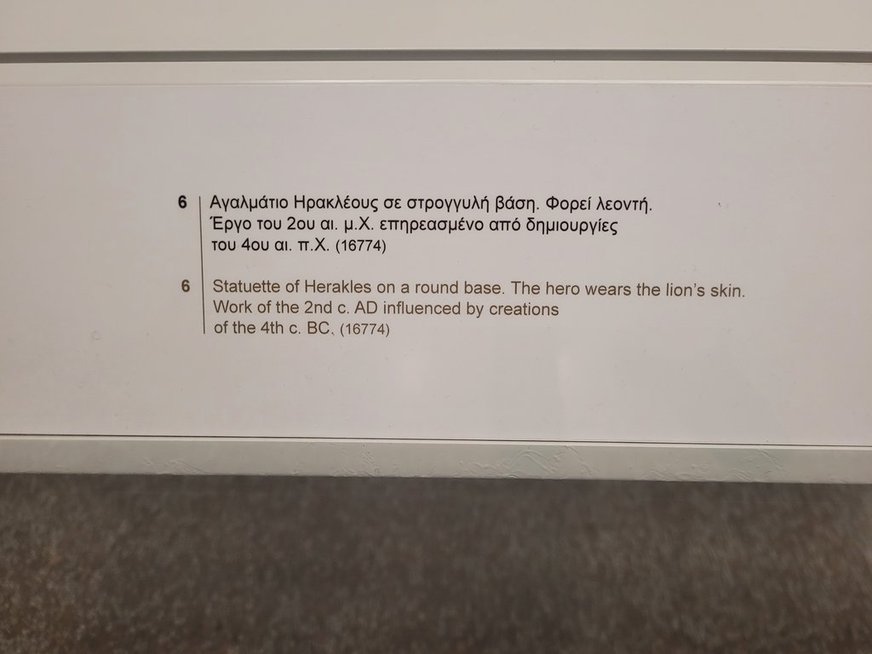 6 Αγαλμάτιο Ηρακλέους σε στρογγυλή βάση. Φορεί λεοντή.
Έργο του 2ου αι. μ.Χ. επηρεασμένο από δημιουργίες
του 4ου αι. π.Χ. (16774)
6 Statuette of Herakles on a round base. The hero wears the lion's skin.
Work of the 2nd c. AD influenced by creations
of the 4th c. BC. (16774)